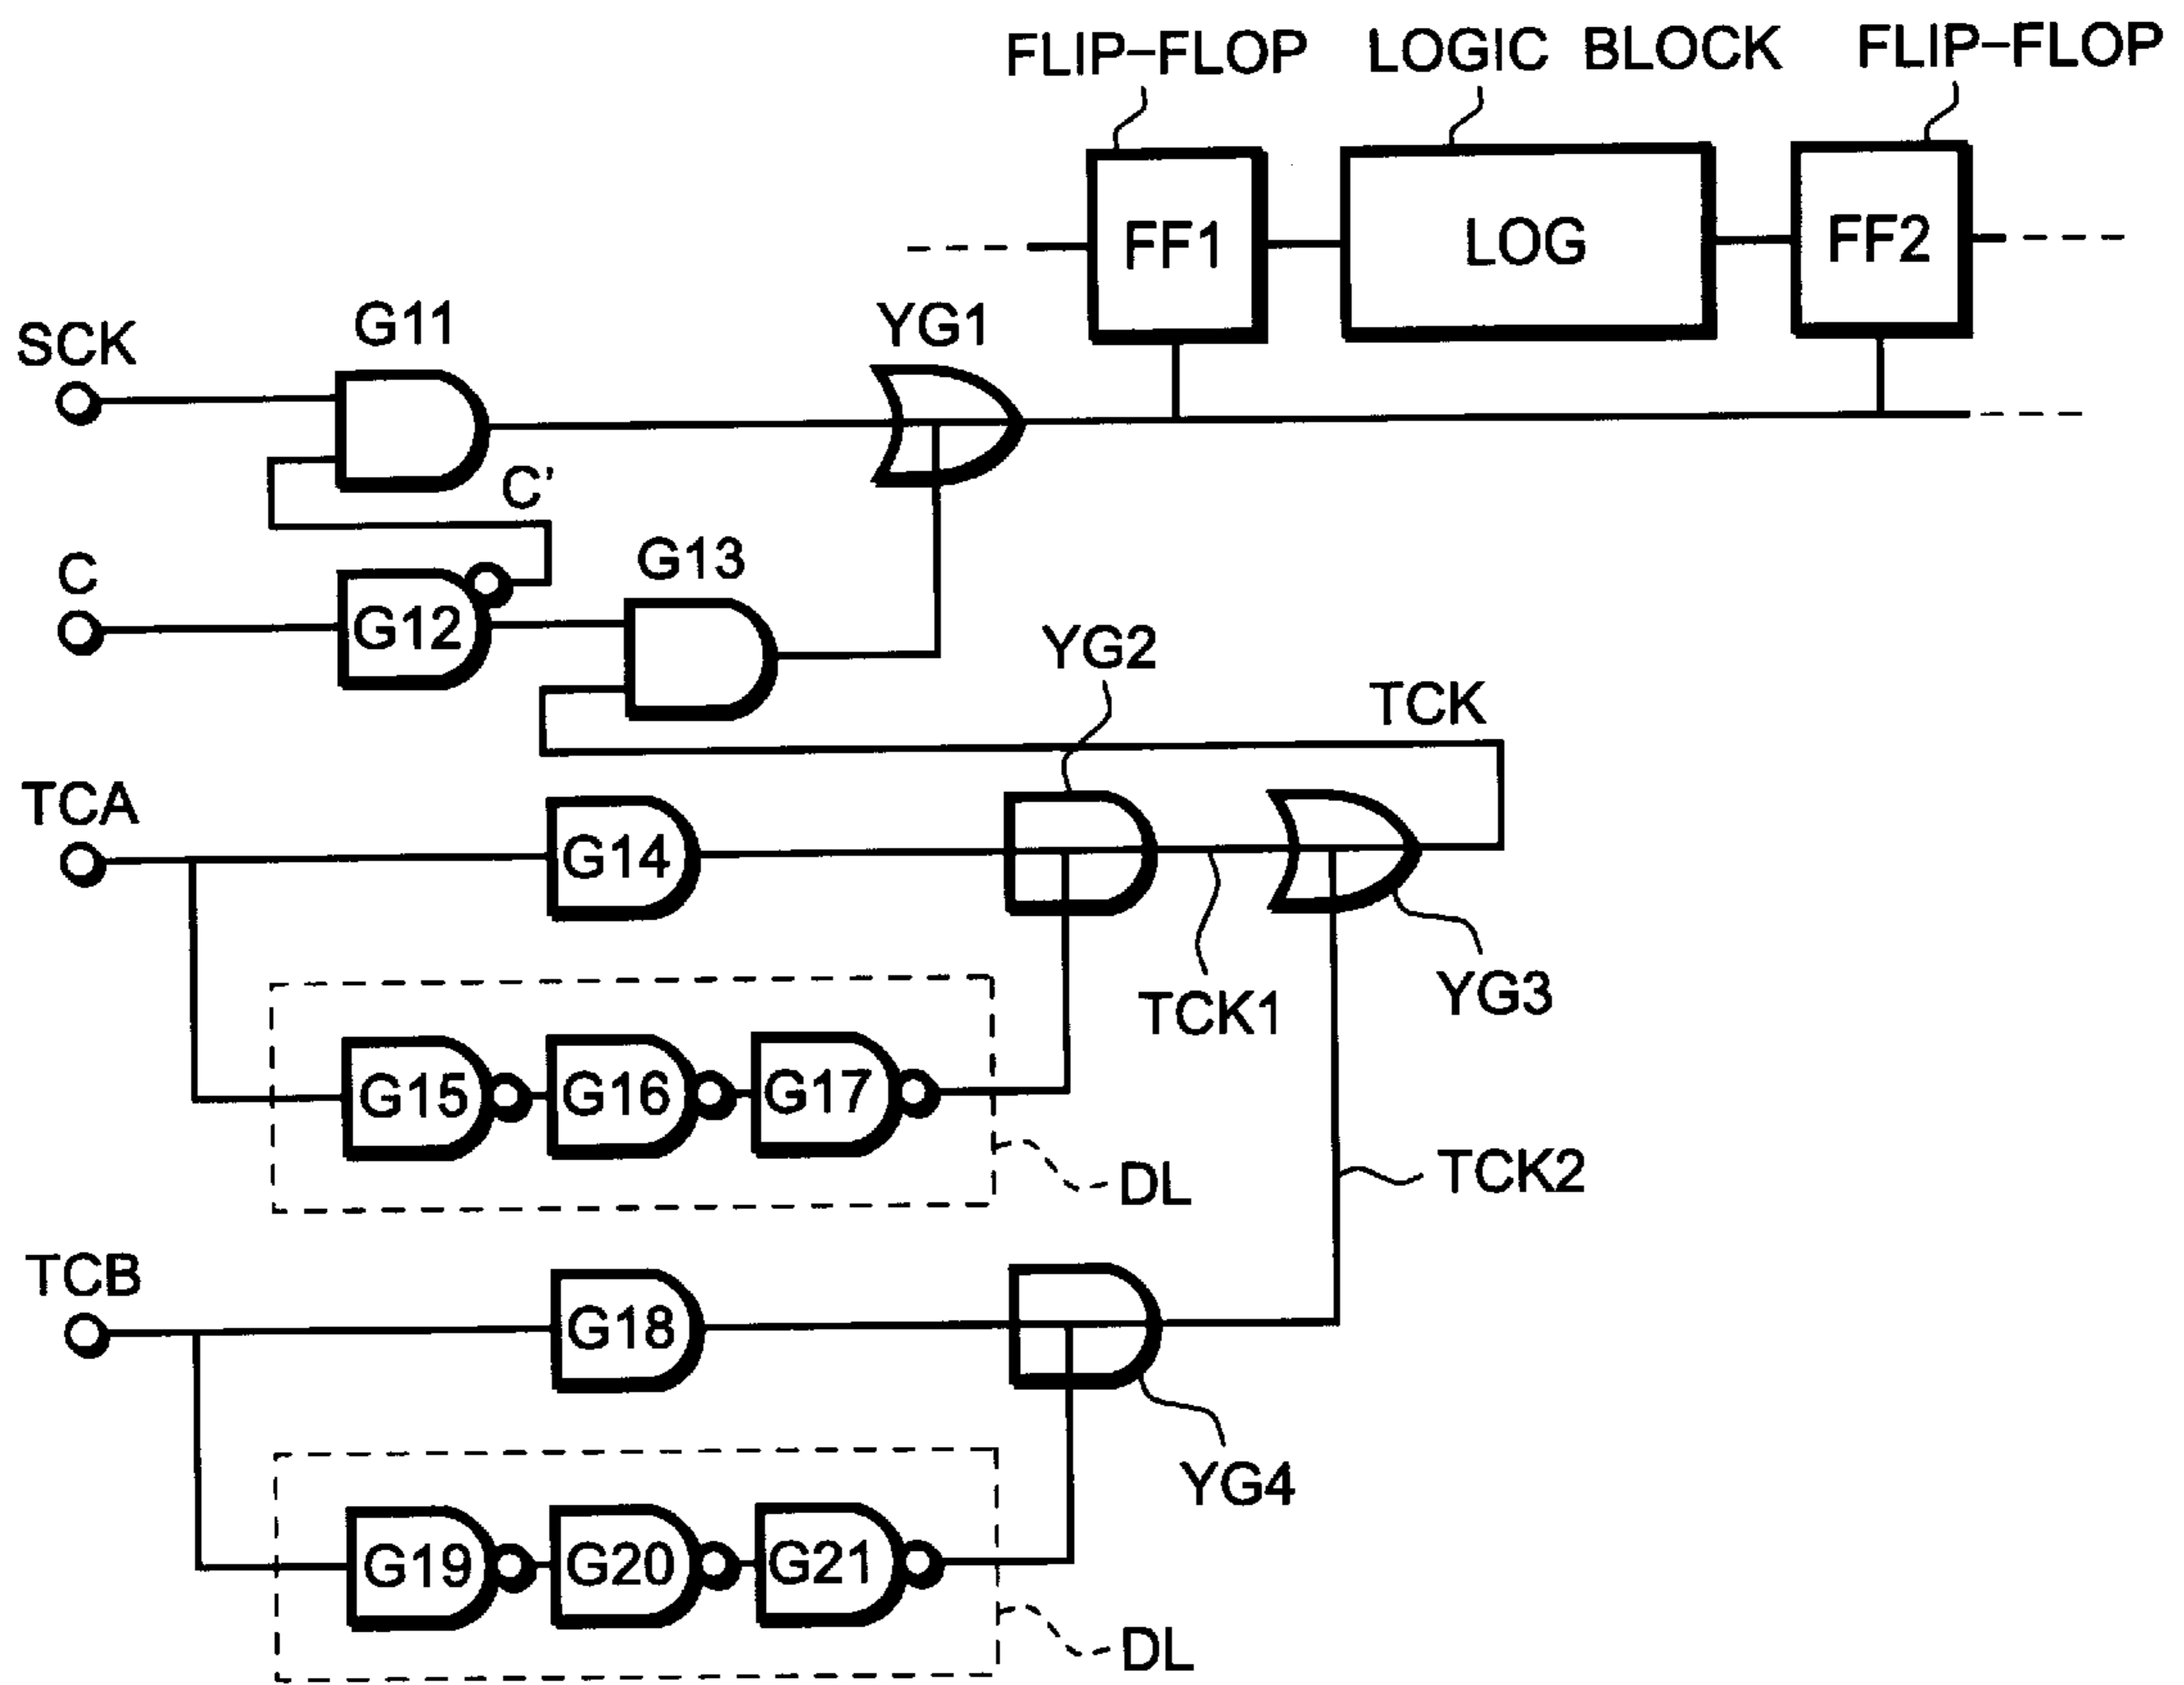 FLIP-FLOP LOGIC BLOCK FLIP-FLOP
FF1 LOG FF2
SCK
G11
YG1
C'
C
G12
G13
YG2
TCK
TCA
G14
TCK1
YG3
G15 G16 G17
DL
TCK2
TCB
G18
YG4
G19 G20 G21
DL